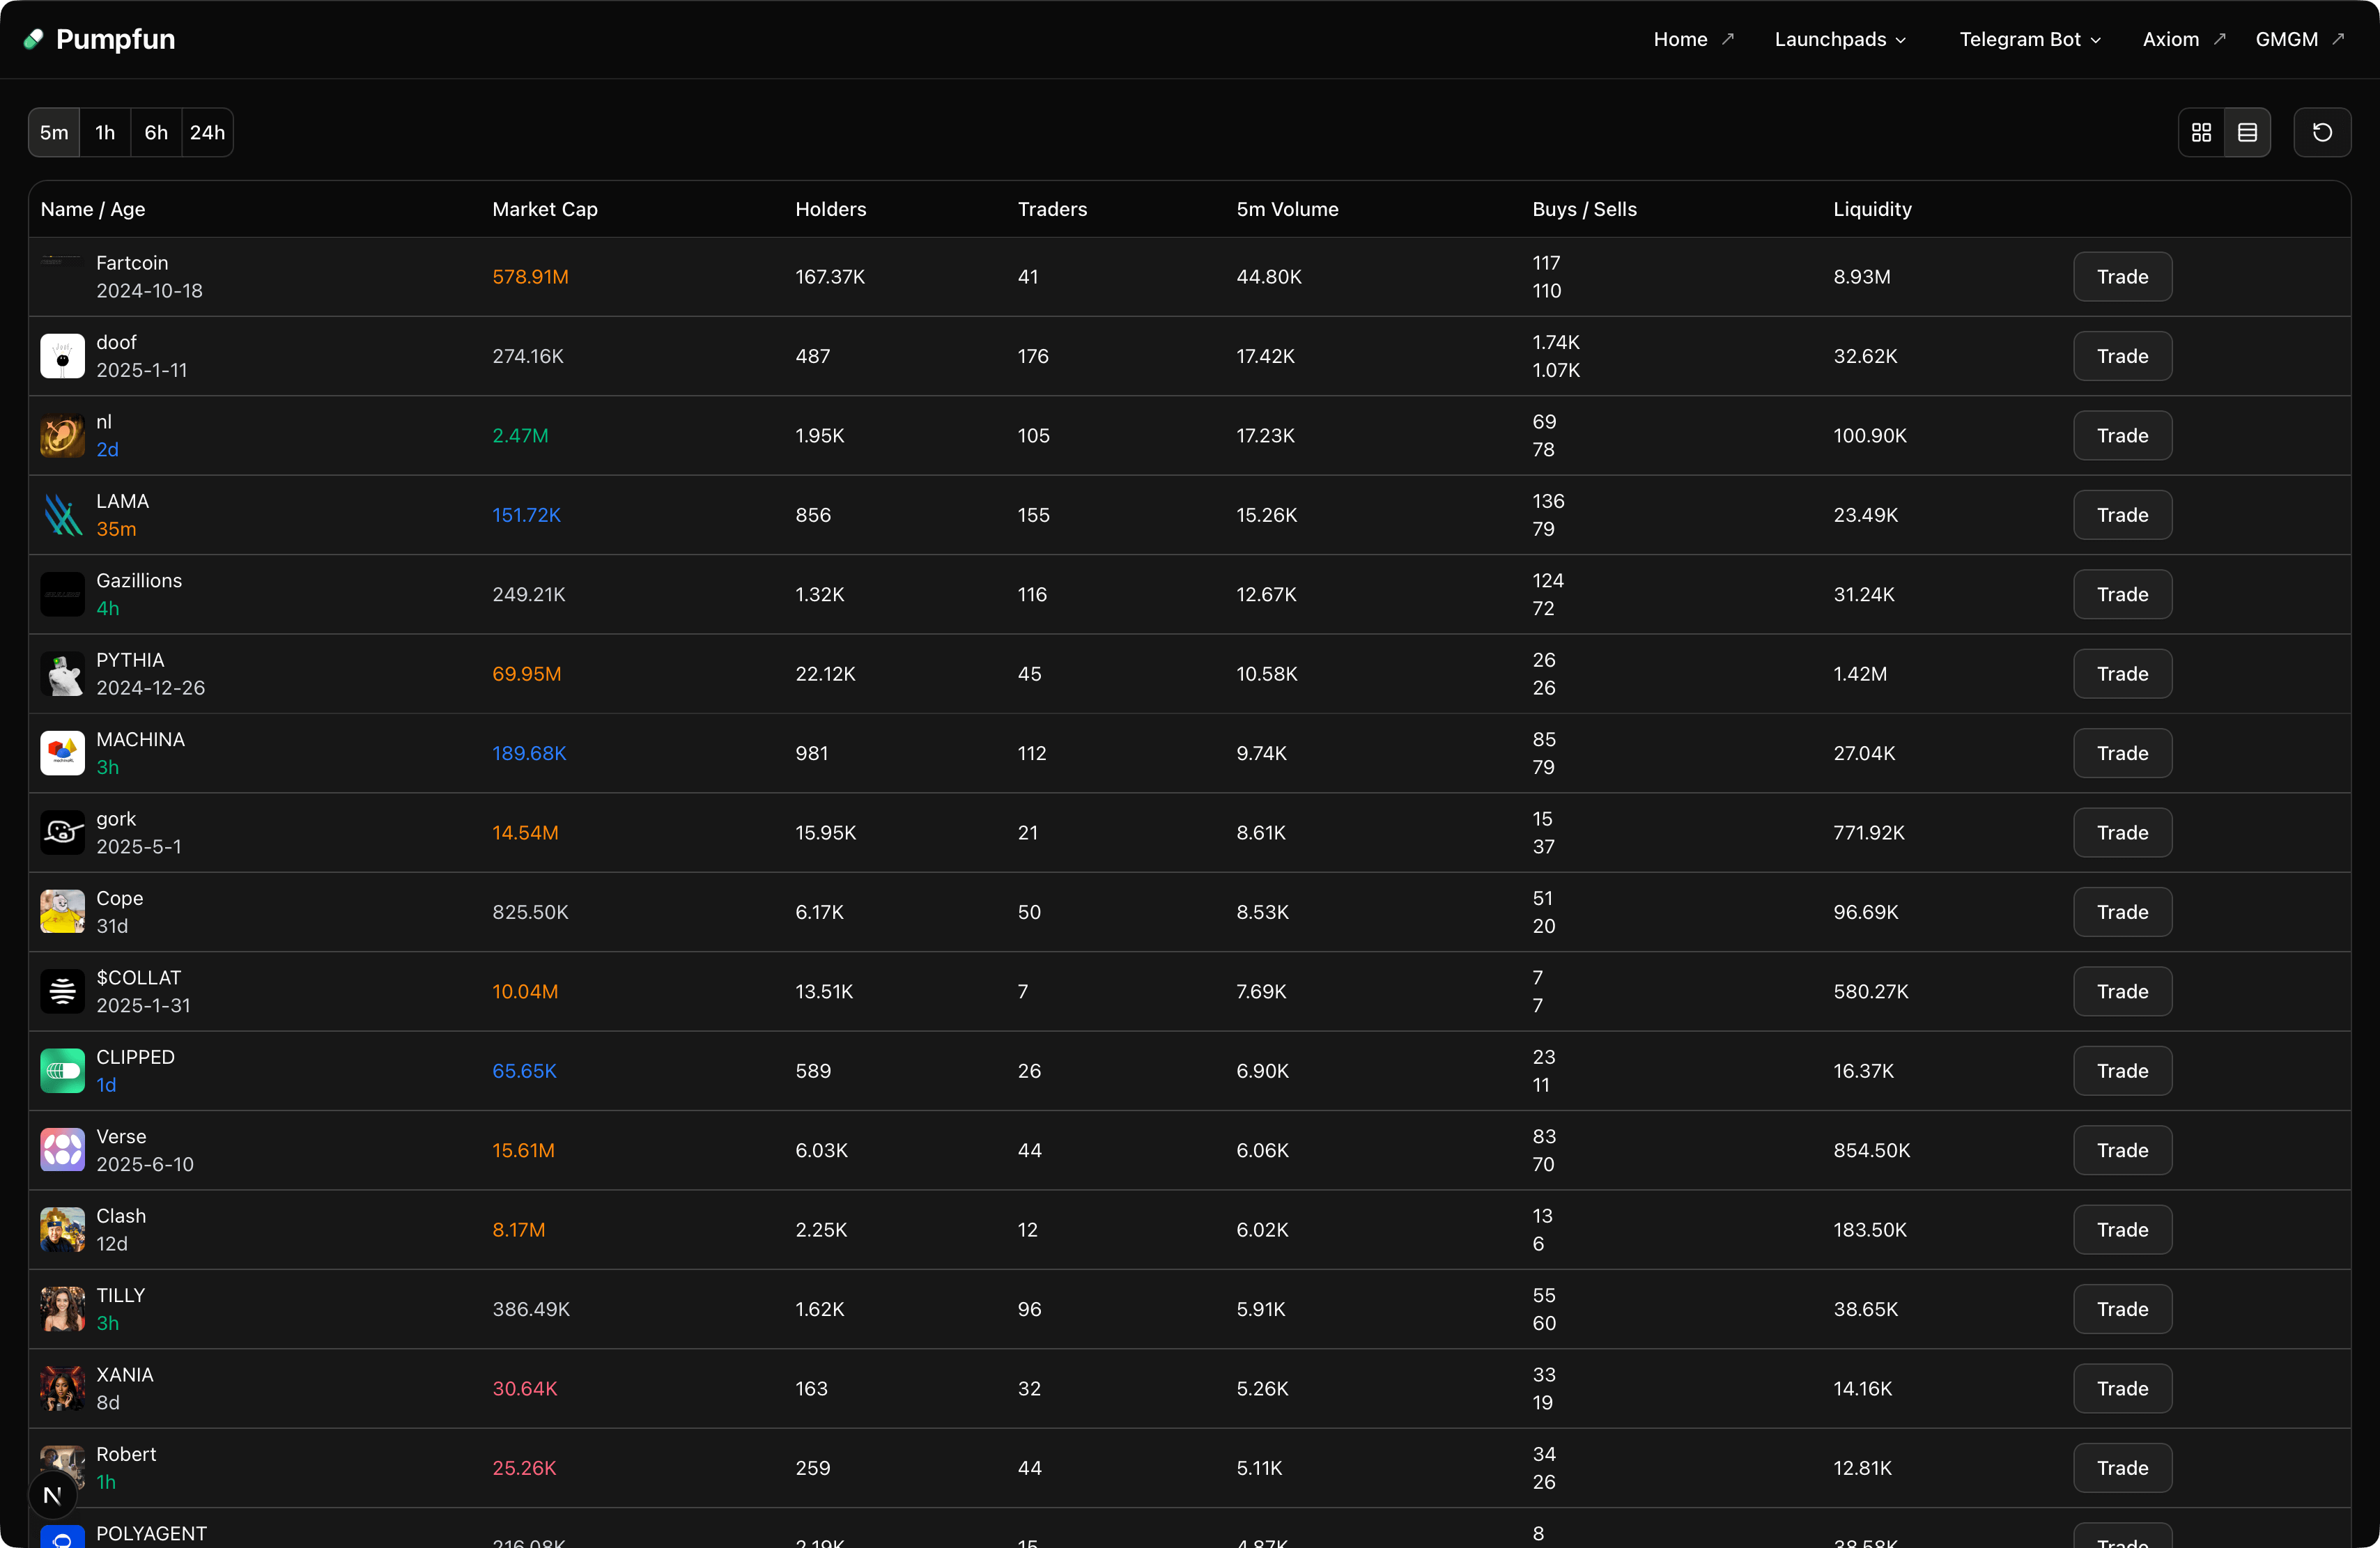 Pumpfun
Home Launchpads Telegram Bot Axiom GMGM
5m 1h 6h 24h
Name / Age Market Cap Holders Traders 5m Volume Buys / Sells Liquidity
Fartcoin
2024-10-18
578.91M 167.37K 41 44.80K
117
110
8.93M Trade
doof
2025-1-11
274.16K 487 176 17.42K
1.74K
1.07K
32.62K Trade
nl
2d
2.47M 1.95K 105 17.23K
69
78
100.90K Trade
LAMA
35m
151.72K 856 155 15.26K
136
79
23.49K Trade
Gazillions
4h
249.21K 1.32K 116 12.67K
124
72
31.24K Trade
PYTHIA
2024-12-26
69.95M 22.12K 45 10.58K
26
26
1.42M Trade
MACHINA
3h
189.68K 981 112 9.74K
85
79
27.04K Trade
gork
2025-5-1
14.54M 15.95K 21 8.61K
15
37
771.92K Trade
Cope
31d
825.50K 6.17K 50 8.53K
51
20
96.69K Trade
$COLLAT
2025-1-31
10.04M 13.51K 7 7.69K
7
7
580.27K Trade
CLIPPED
1d
65.65K 589 26 6.90K
23
11
16.37K Trade
Verse
2025-6-10
15.61M 6.03K 44 6.06K
83
70
854.50K Trade
Clash
12d
8.17M 2.25K 12 6.02K
13
6
183.50K Trade
TILLY
3h
386.49K 1.62K 96 5.91K
55
60
38.65K Trade
XANIA
8d
30.64K 163 32 5.26K
33
19
14.16K Trade
Robert
1h
25.26K 259 44 5.11K
34
26
12.81K Trade
N
POLYAGENT
8
Trade